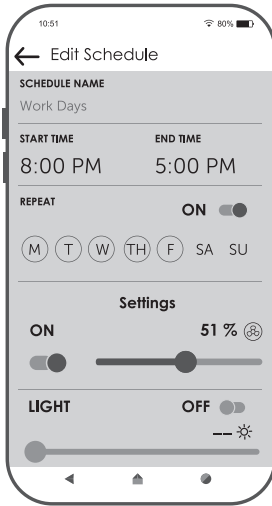 10:51 80%
Edit Schedule
SCHEDULE NAME
Work Days
START TIME END TIME
8:00 PM 5:00 PM
REPEAT
ON
M T W TH F SA SU
Settings
ON 51 %
LIGHT OFF
--